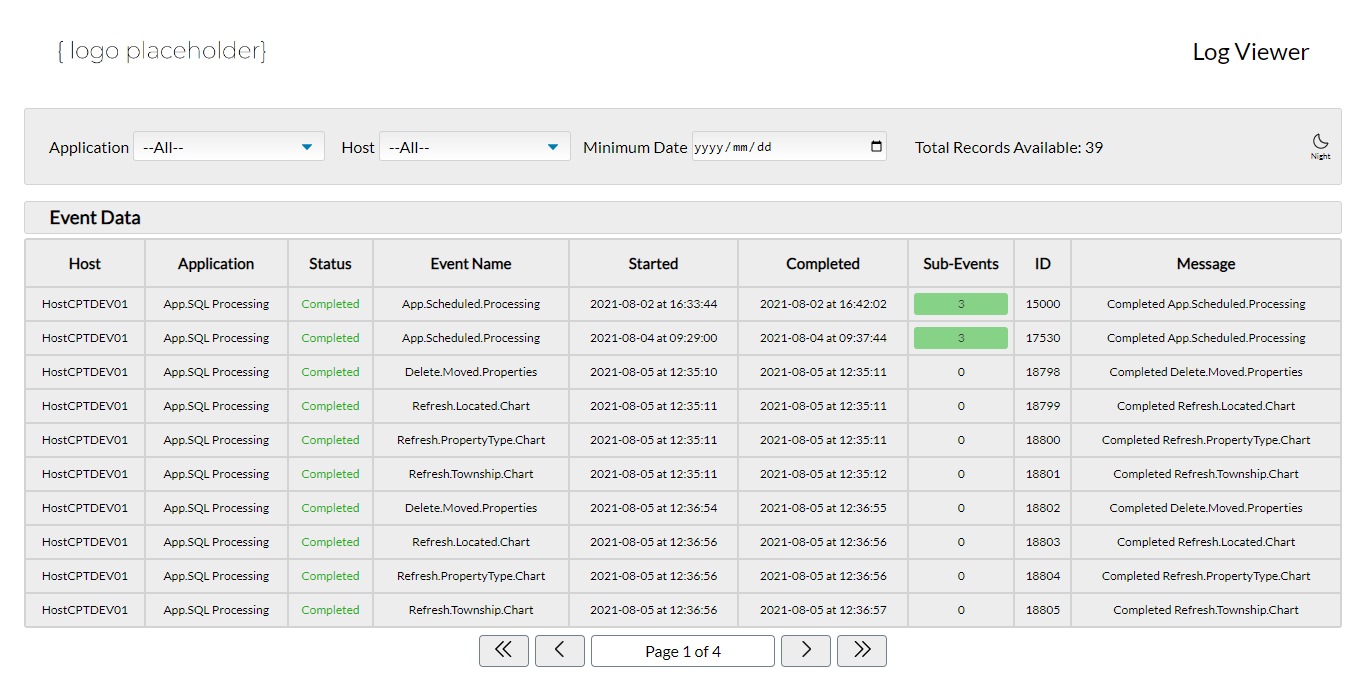 { logo placeholder}
Log Viewer
Application --All-- Host --All-- Minimum Date yyyy/mm/dd Total Records Available: 39
Night
Event Data
Host Application Status Event Name Started Completed Sub-Events ID Message
HostCPTDEV01 App.SQL Processing Completed App.Scheduled.Processing 2021-08-02 at 16:33:44 2021-08-02 at 16:42:02 3 15000 Completed App.Scheduled.Processing
HostCPTDEV01 App.SQL Processing Completed App.Scheduled.Processing 2021-08-04 at 09:29:00 2021-08-04 at 09:37:44 3 17530 Completed App.Scheduled.Processing
HostCPTDEV01 App.SQL Processing Completed Delete.Moved.Properties 2021-08-05 at 12:35:10 2021-08-05 at 12:35:11 0 18798 Completed Delete.Moved.Properties
HostCPTDEV01 App.SQL Processing Completed Refresh.Located.Chart 2021-08-05 at 12:35:11 2021-08-05 at 12:35:11 0 18799 Completed Refresh.Located.Chart
HostCPTDEV01 App.SQL Processing Completed Refresh.PropertyType.Chart 2021-08-05 at 12:35:11 2021-08-05 at 12:35:11 0 18800 Completed Refresh.PropertyType.Chart
HostCPTDEV01 App.SQL Processing Completed Refresh.Township.Chart 2021-08-05 at 12:35:11 2021-08-05 at 12:35:12 0 18801 Completed Refresh.Township.Chart
HostCPTDEV01 App.SQL Processing Completed Delete.Moved.Properties 2021-08-05 at 12:36:54 2021-08-05 at 12:36:55 0 18802 Completed Delete.Moved.Properties
HostCPTDEV01 App.SQL Processing Completed Refresh.Located.Chart 2021-08-05 at 12:36:56 2021-08-05 at 12:36:56 0 18803 Completed Refresh.Located.Chart
HostCPTDEV01 App.SQL Processing Completed Refresh.PropertyType.Chart 2021-08-05 at 12:36:56 2021-08-05 at 12:36:56 0 18804 Completed Refresh.PropertyType.Chart
HostCPTDEV01 App.SQL Processing Completed Refresh.Township.Chart 2021-08-05 at 12:36:56 2021-08-05 at 12:36:57 0 18805 Completed Refresh.Township.Chart
Page 1 of 4